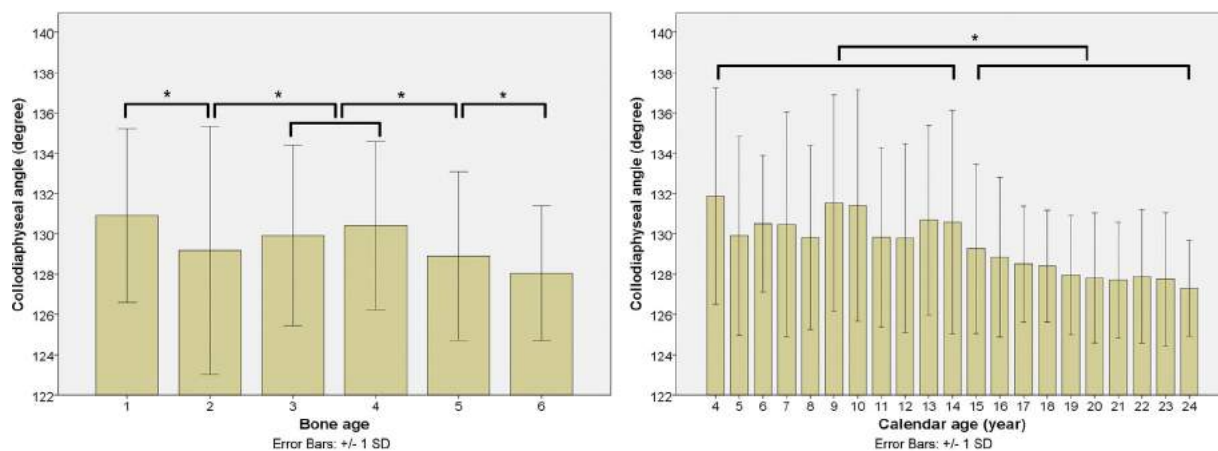 140
138
136
134
132
130
128
126
124
122
Collodiaphyseal angle (degree)
* * * *
1 2 3 4 5 6
Bone age
Error Bars: +/- 1 SD
140
138
136
134
132
130
128
126
124
122
Collodiaphyseal angle (degree)
*
4 5 6 7 8 9 10 11 12 13 14 15 16 17 18 19 20 21 22 23 24
Calendar age (year)
Error Bars: +/- 1 SD